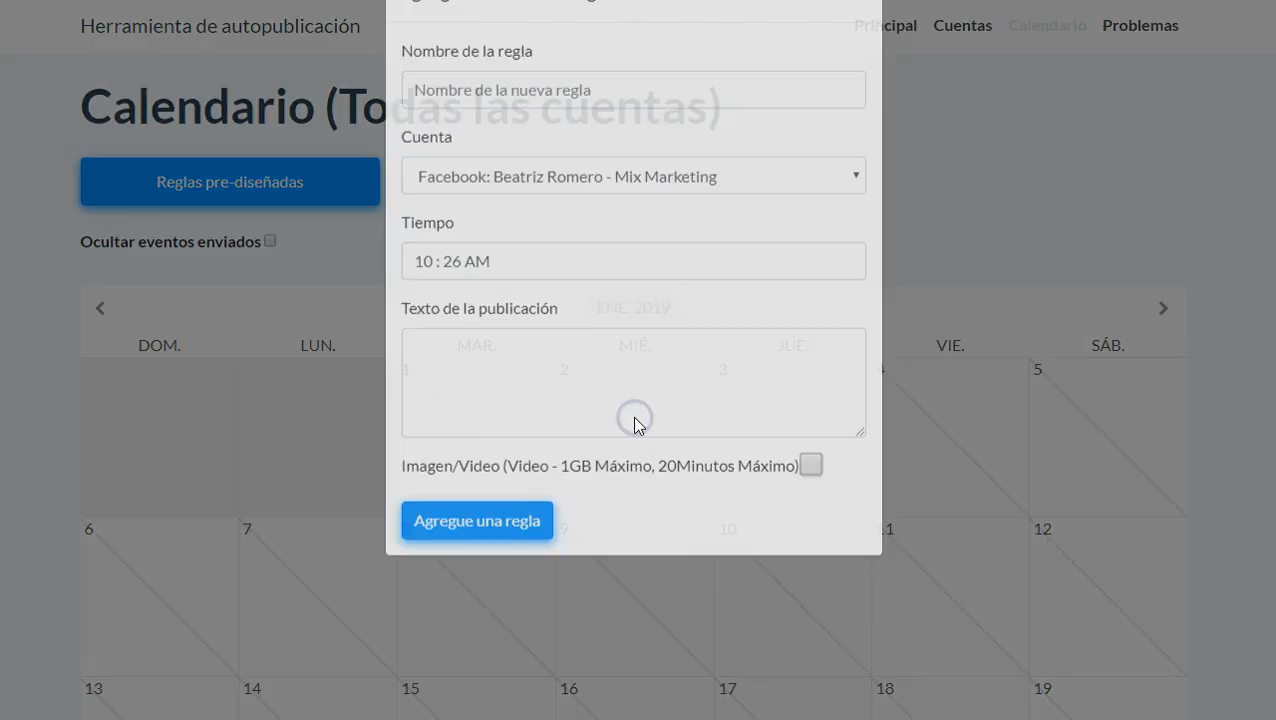 Herramienta de autopublicación
Principal Cuentas Calendario Problemas
Calendario (Todas las cuentas)
Reglas pre-diseñadas
Ocultar eventos enviados
Nombre de la regla
Nombre de la nueva regla
Cuenta
Facebook: Beatriz Romero - Mix Marketing
Tiempo
10 : 26 AM
Texto de la publicación
Imagen/Video (Video - 1GB Máximo, 20Minutos Máximo)
Agregue una regla
ENE. 2019
DOM. LUN. MAR. MIÉ. JUE. VIE. SÁB.
1 2 3 4 5
6 7 9 10 11 12
13 14 15 16 17 18 19